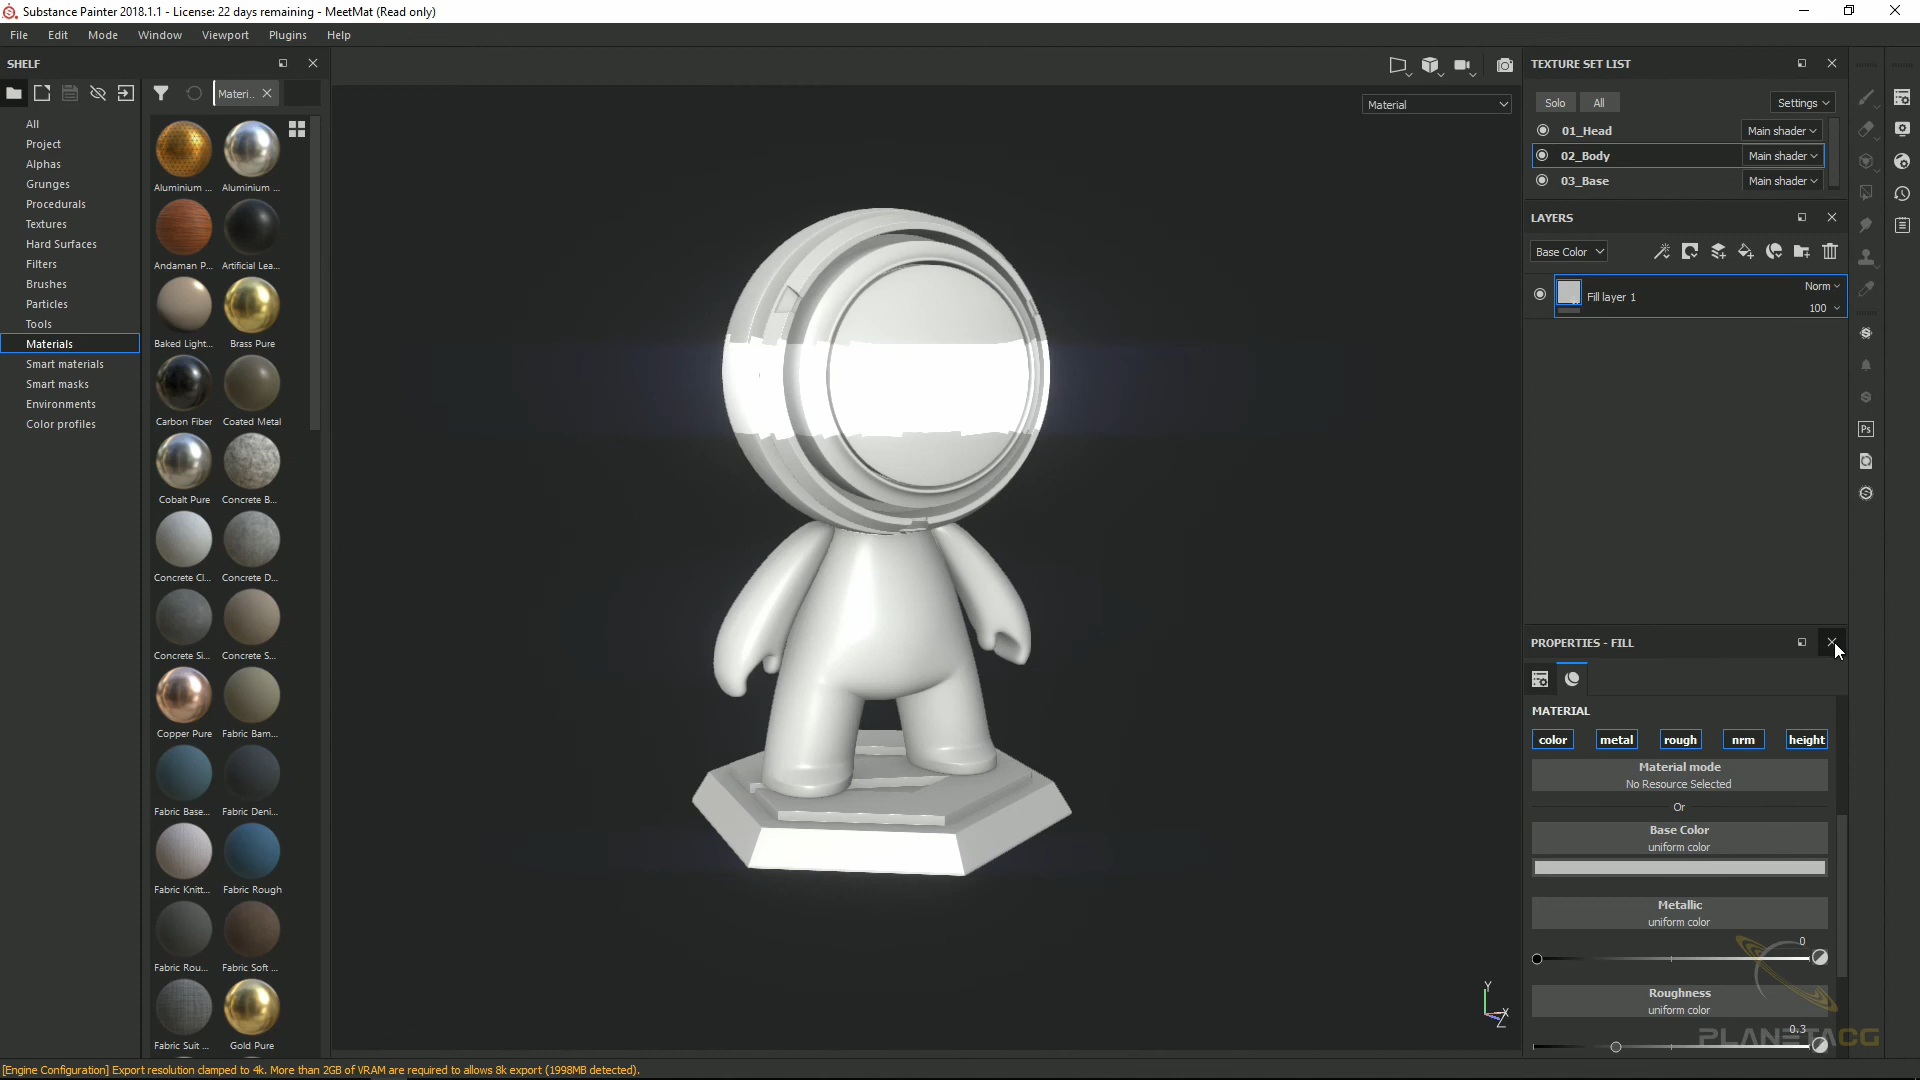 Substance Painter 2018.1.1 - License: 22 days remaining - MeetMat (Read only)
File Edit Mode Window Viewport Plugins Help
SHELF
Materi..
All
Project
Alphas
Grunges
Procedurals
Textures
Hard Surfaces
Filters
Brushes
Particles
Tools
Materials
Smart materials
Smart masks
Environments
Color profiles
Aluminium ... Aluminium ...
Andaman P... Artificial Lea...
Baked Light... Brass Pure
Carbon Fiber Coated Metal
Cobalt Pure Concrete B...
Concrete Cl... Concrete D...
Concrete Si... Concrete S...
Copper Pure Fabric Bam...
Fabric Base... Fabric Deni...
Fabric Knitt... Fabric Rough
Fabric Rou... Fabric Soft ...
Fabric Suit ... Gold Pure
Material
Y
X
Z
TEXTURE SET LIST
Solo All Settings
01_Head Main shader
02_Body Main shader
03_Base Main shader
LAYERS
Base Color
Fill layer 1
Norm
100
Ps
PROPERTIES - FILL
MATERIAL
color metal rough nrm height
Material mode
No Resource Selected
Or
Base Color
uniform color
Metallic
uniform color
0
Roughness
uniform color
0.3
PLANETACG
[Engine Configuration] Export resolution clamped to 4k. More than 2GB of VRAM are required to allows 8k export (1998MB detected).